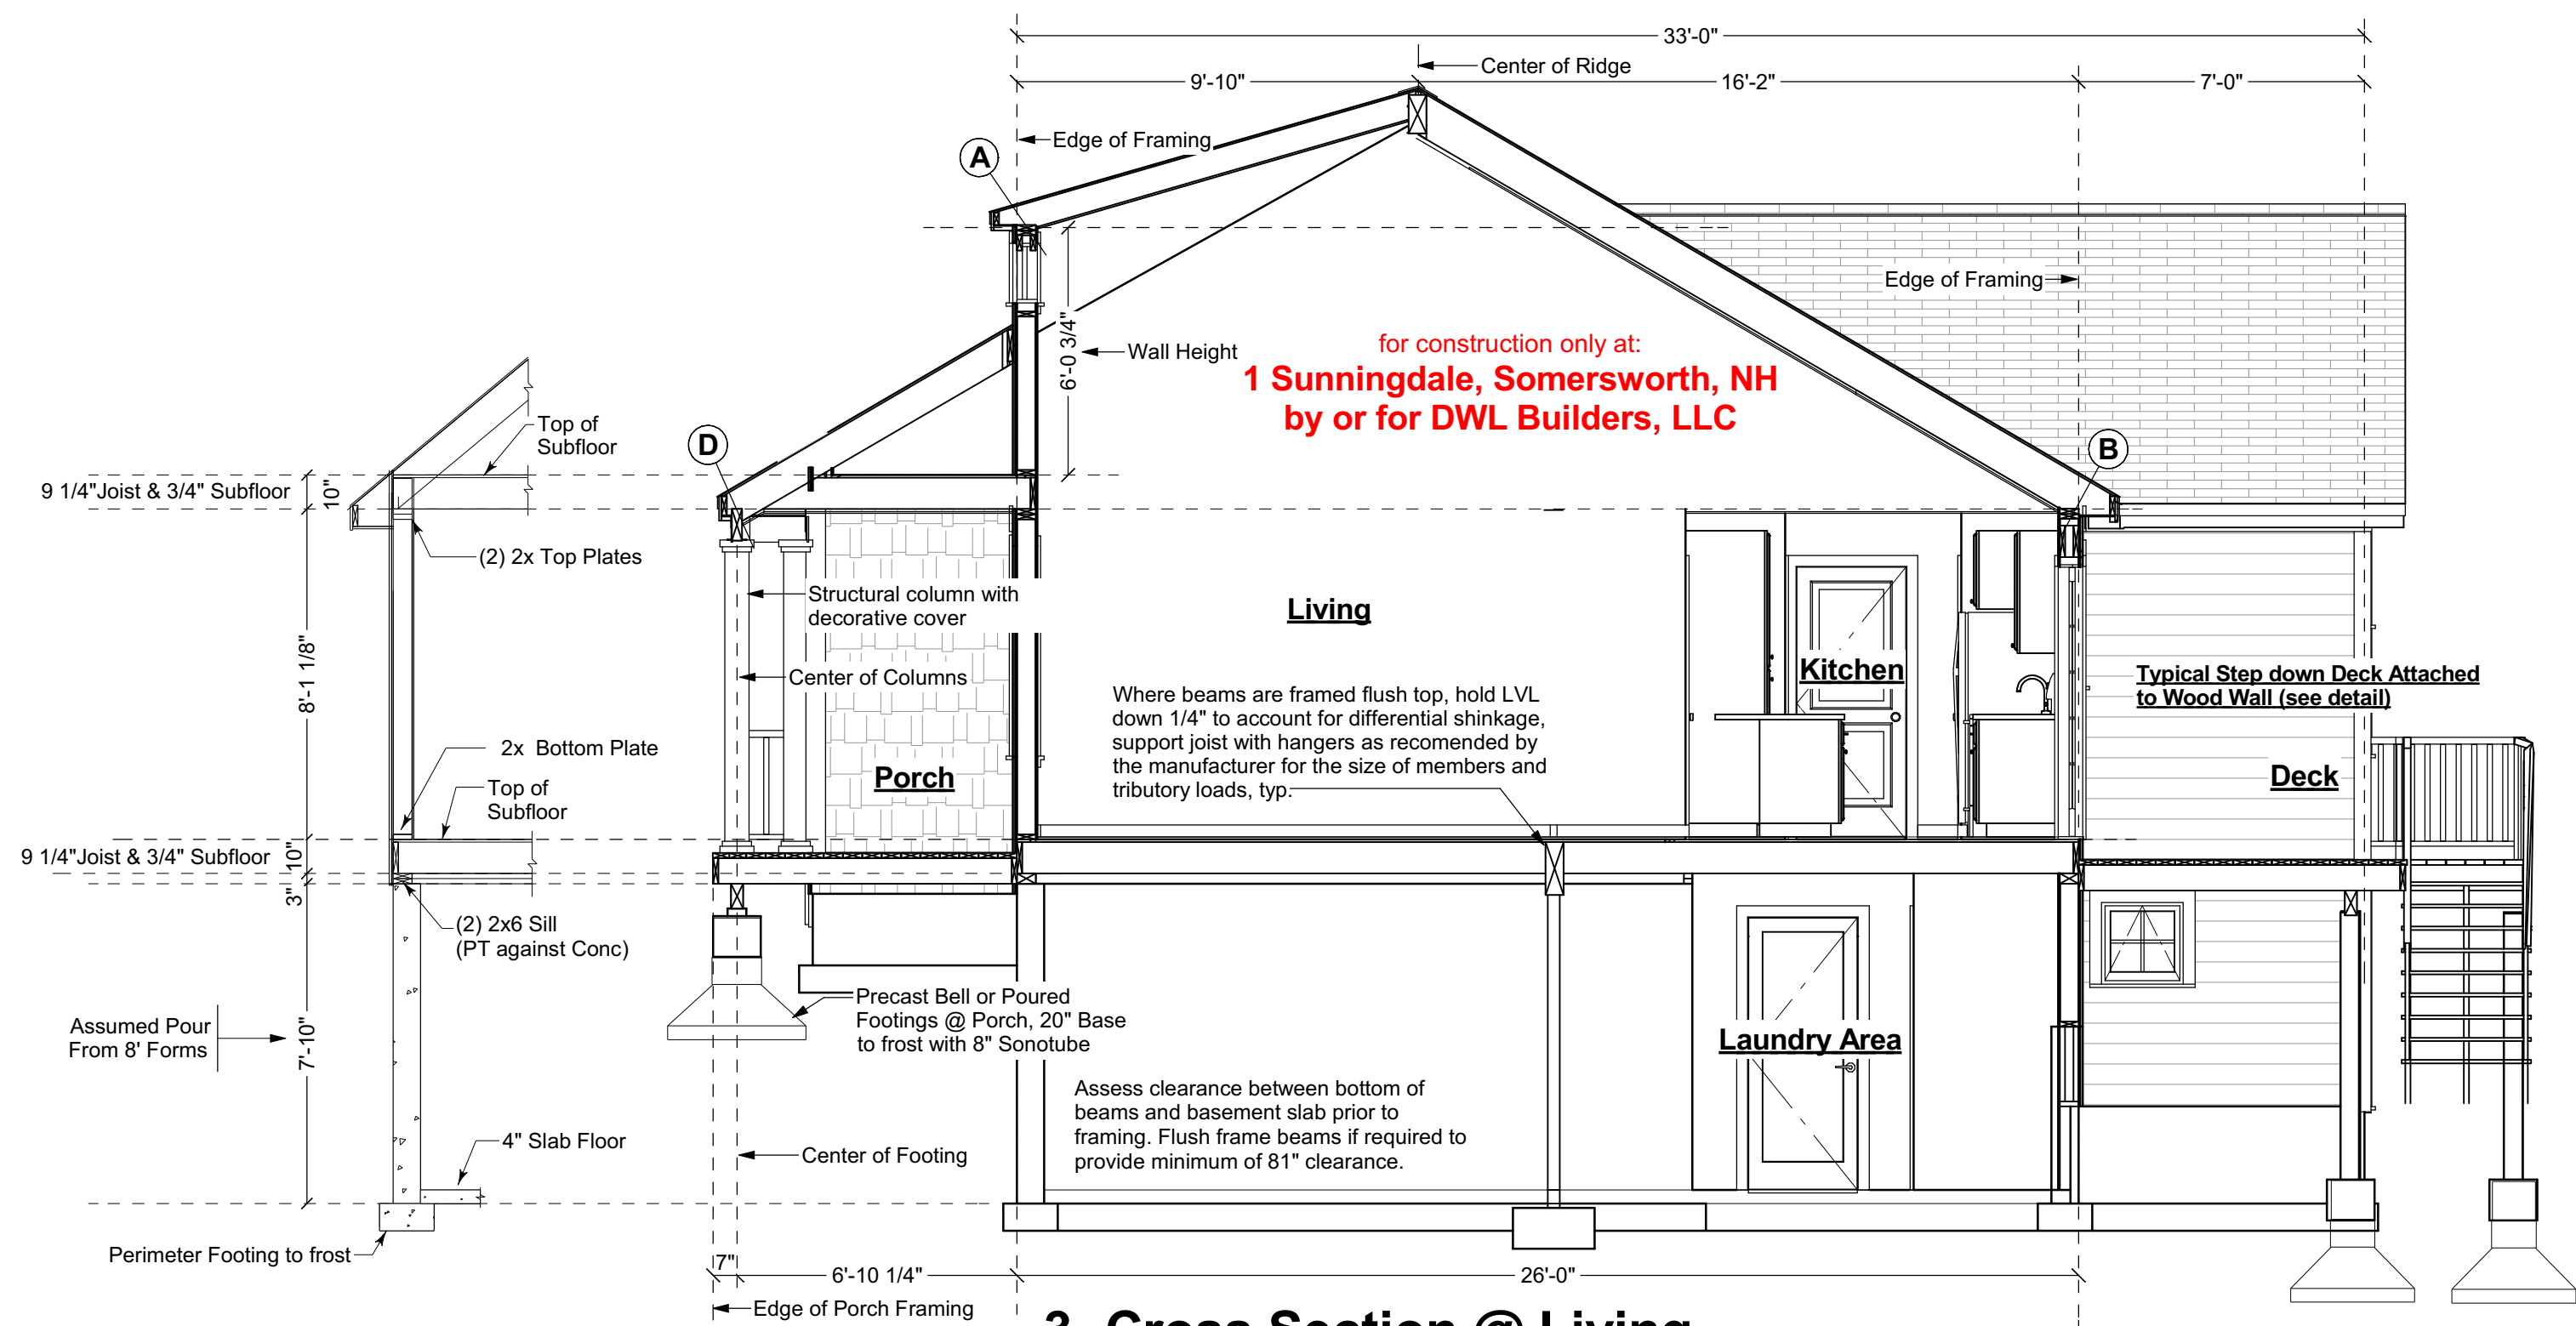 33'-0"
Center of Ridge
9'-10"
16'-2"
7'-0"
Edge of Framing
A
Edge of Framing
6'-0 3/4"
Wall Height
for construction only at:
1 Sunningdale, Somersworth, NH
by or for DWL Builders, LLC
Top of
Subfloor
D
B
9 1/4"Joist & 3/4" Subfloor
10"
(2) 2x Top Plates
Structural column with
decorative cover
Living
8'-1 1/8"
Center of Columns
Kitchen
Typical Step down Deck Attached
to Wood Wall (see detail)
Where beams are framed flush top, hold LVL
down 1/4" to account for differential shinkage,
support joist with hangers as recomended by
the manufacturer for the size of members and
tributory loads, typ.
2x  Bottom Plate
Top of
Subfloor
Porch
Deck
9 1/4"Joist & 3/4" Subfloor
10"
3"
(2) 2x6 Sill
(PT against Conc)
Precast Bell or Poured
Footings @ Porch, 20" Base
to frost with 8" Sonotube
Assumed Pour
From 8' Forms
7'-10"
Laundry Area
Assess clearance between bottom of
beams and basement slab prior to
framing. Flush frame beams if required to
provide minimum of 81" clearance.
4" Slab Floor
Center of Footing
Perimeter Footing to frost
7"
6'-10 1/4"
26'-0"
Edge of Porch Framing
Cross Section @ Living